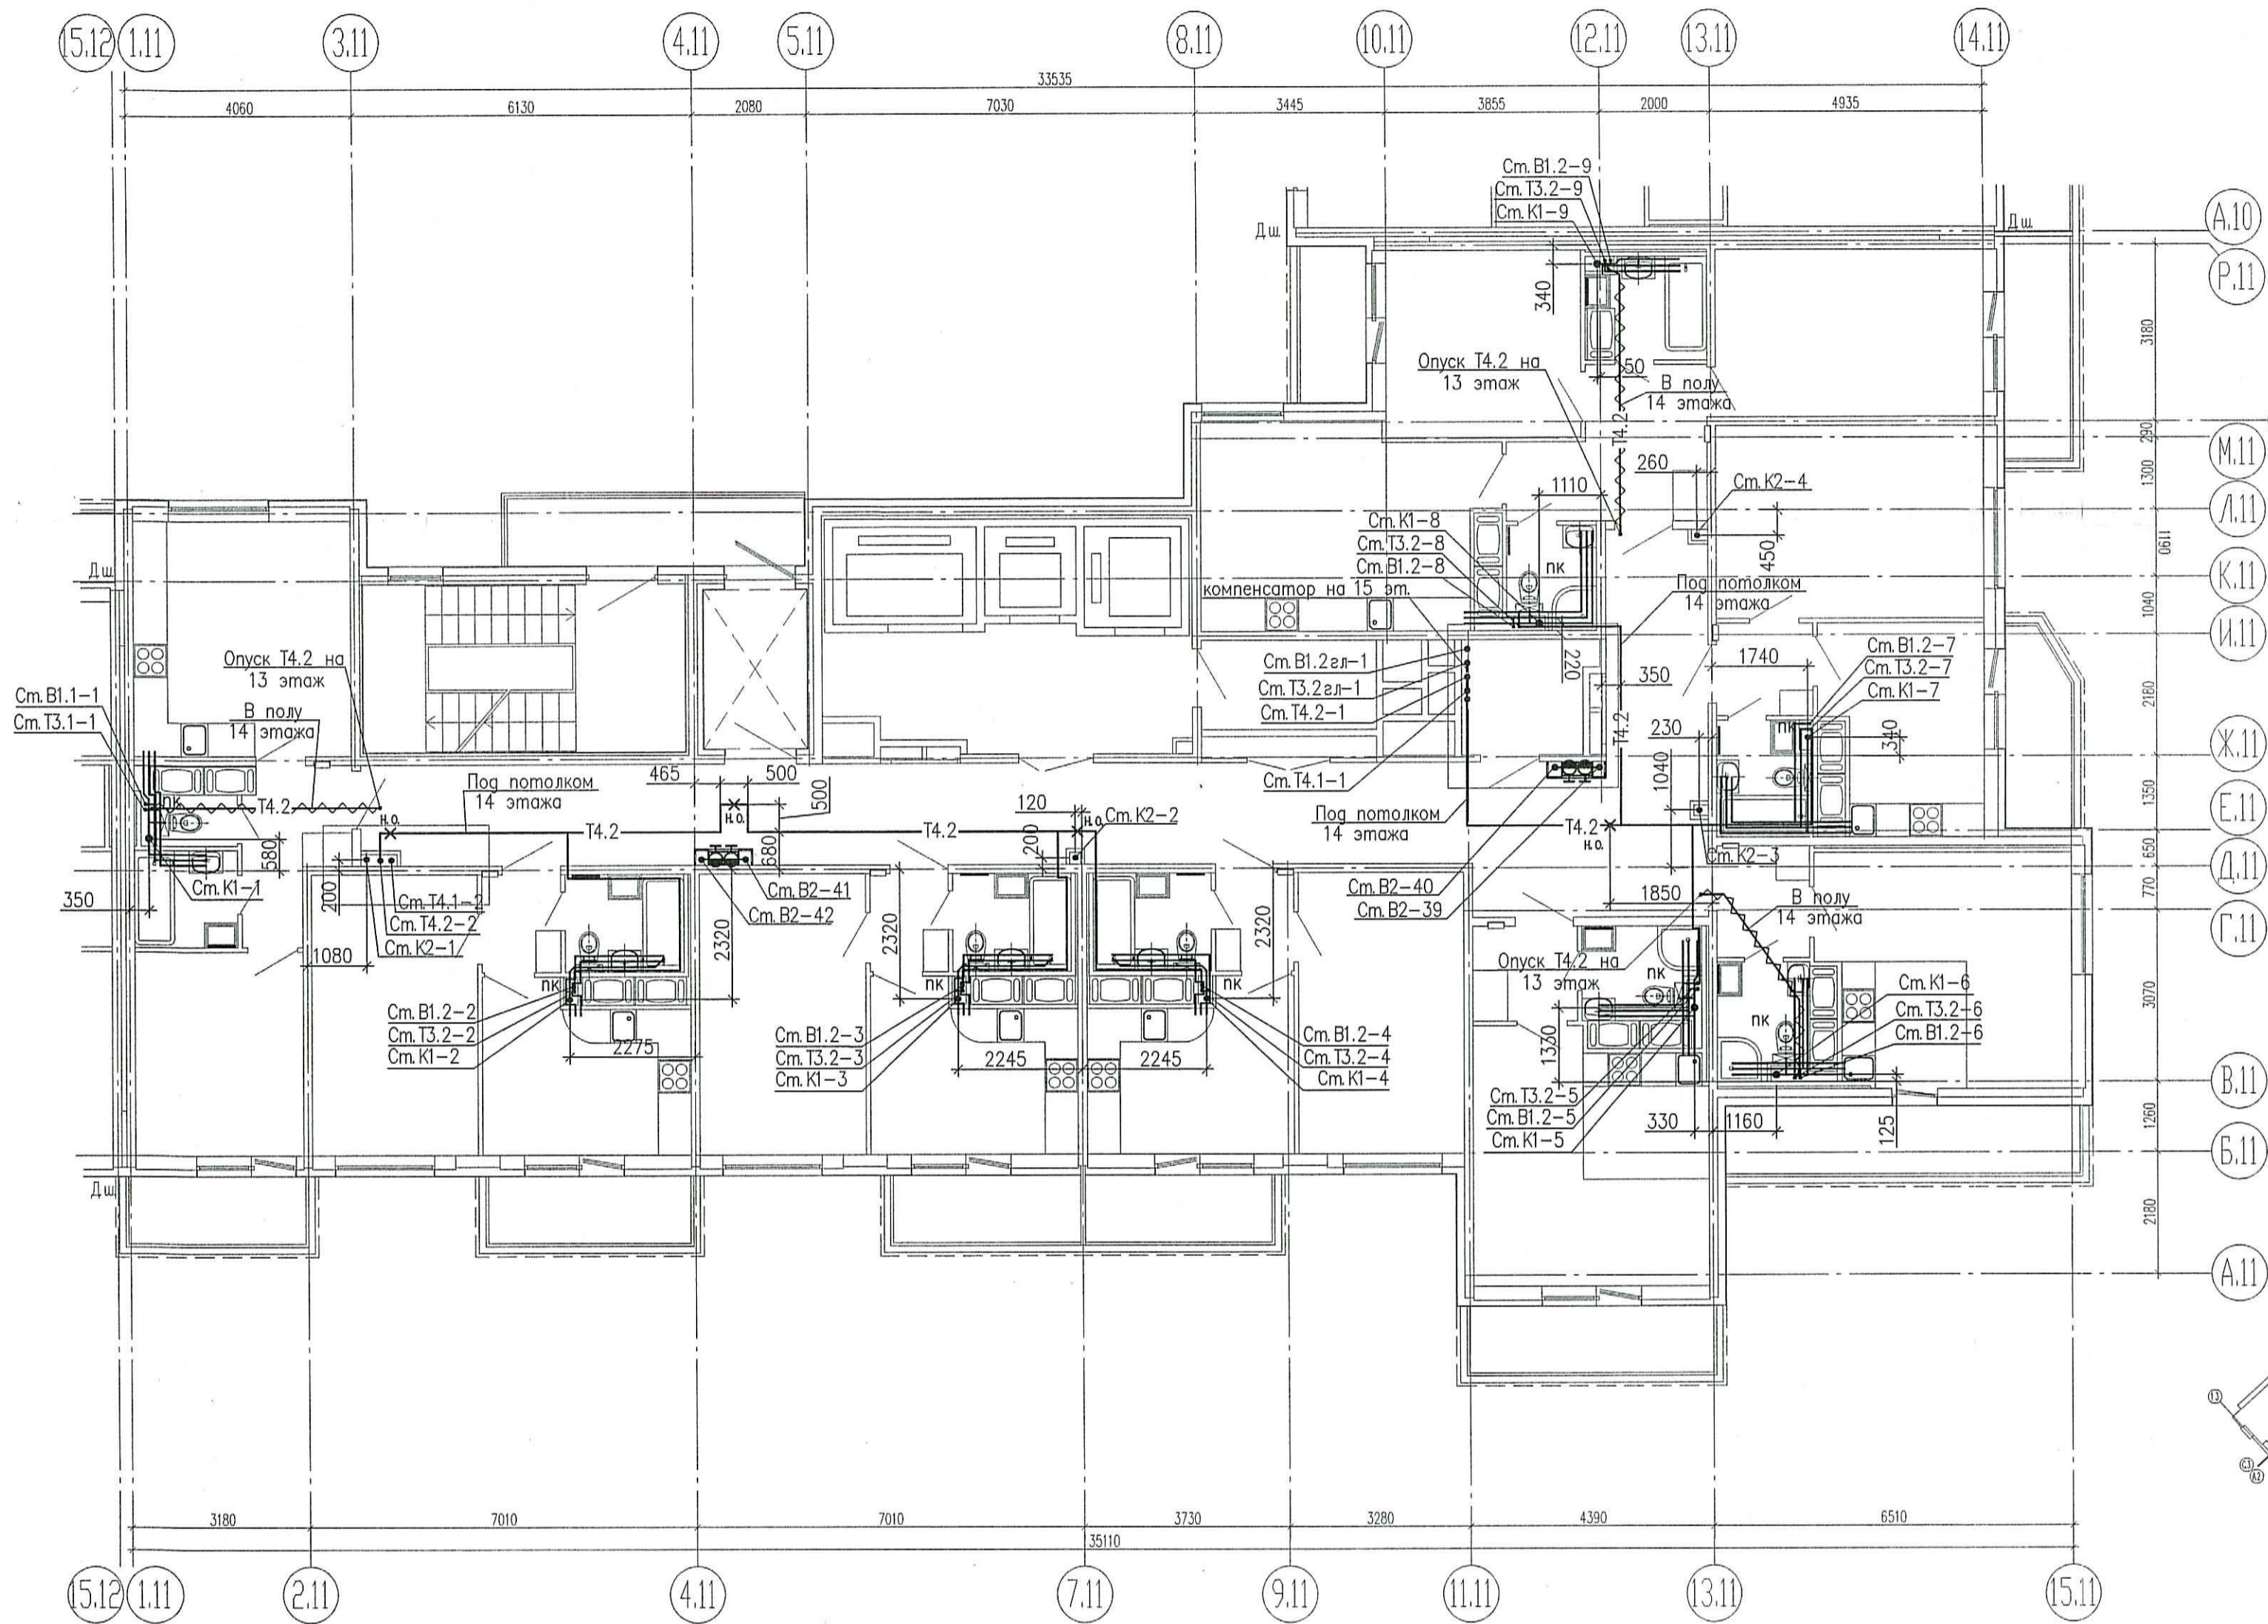 15.12
1.11
3.11
4.11
5.11
8.11
10.11
12.11
13.11
14.11
33535
4060
6130
2080
7030
3445
3855
2000
4935
Ст. В1.2-9
Ст. Т3.2-9
Ст. К1-9
Д.ш.
Д.ш.
А.10
Р.11
340
3180
Опуск Т4.2 на
13 этаж
50
В полу
14 этажа
Т4.2
290
М.11
1300
260
Ст. К2-4
1110
Л.11
Ст. К1-8
Ст. Т3.2-8
Ст. В1.2-8
пк
450
1190
Д.ш.
компенсатор на 15 эт.
Под потолком
14 этажа
К.11
1040
И.11
Опуск Т4.2 на
13 этаж
Ст. В1.1-1
Ст. Т3.1-1
В полу
14 этажа
Ст. В1.2гл-1
Ст. Т3.2гл-1
Ст. Т4.2-1
Ст. Т4.1-1
220
350
1740
Ст. В1.2-7
Ст. Т3.2-7
Ст. К1-7
2180
Т4.2
230
пк
340
Ж.11
пк
Т4.2
Под потолком
14 этажа
465
500
500
1040
1350
Е.11
120
Ст. К2-2
Под потолком
14 этажа
н.о.
Т4.2
н.о.
Т4.2
н.о.
Т4.2
н.о.
580
680
200
650
Д.11
Ст. К2-3
350
Ст. К1-1
200
Ст. Т4.1-2
Ст. Т4.2-2
Ст. К2-1
1080
Ст. В2-41
Ст. В2-42
Ст. В2-40
Ст. В2-39
1850
В полу
14 этажа
770
Г.11
2320
2320
2320
Опуск Т4.2 на
13 этаж
пк
пк
пк
пк
пк
3070
Ст. В1.2-2
Ст. Т3.2-2
Ст. К1-2
2275
Ст. В1.2-3
Ст. Т3.2-3
Ст. К1-3
2245
2245
Ст. В1.2-4
Ст. Т3.2-4
Ст. К1-4
1330
Ст. К1-6
Ст. Т3.2-6
Ст. В1.2-6
В.11
Ст. Т3.2-5
Ст. В1.2-5
Ст. К1-5
330
1160
125
1260
Б.11
Д.ш.
2180
А.11
13
С3
А2
3180
7010
7010
3730
3280
4390
6510
35110
15.12
1.11
2.11
4.11
7.11
9.11
11.11
13.11
15.11